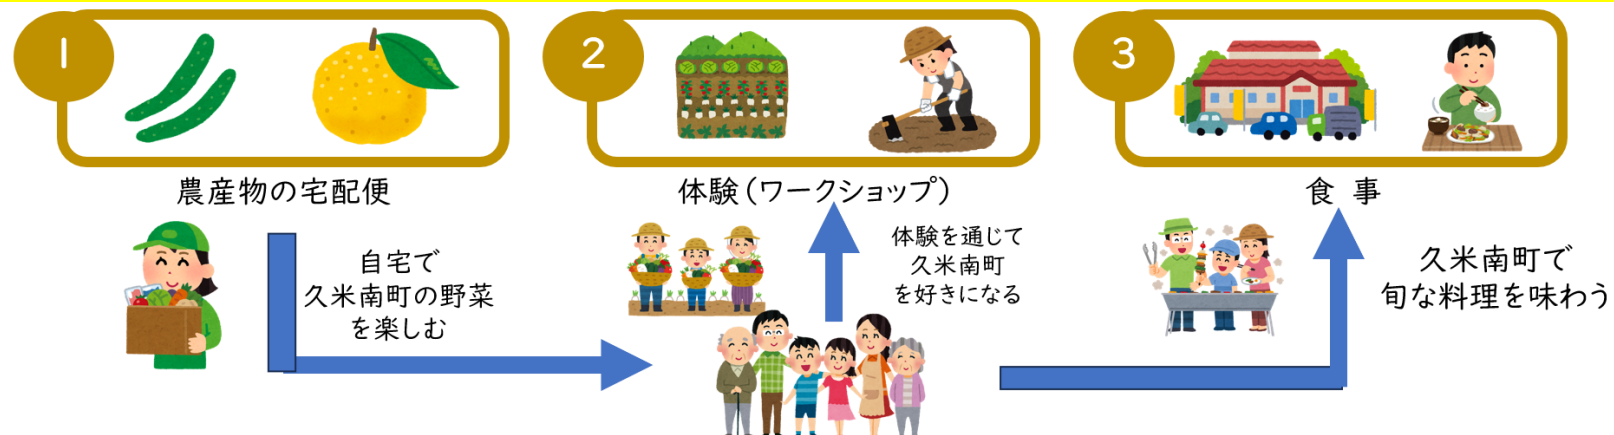 1
農産物の宅配便
自宅で
久米南町の野菜
を楽しむ
2
体験（ワークショップ）
体験を通じて
久米南町
を好きになる
3
食 事
久米南町で
旬な料理を味わう